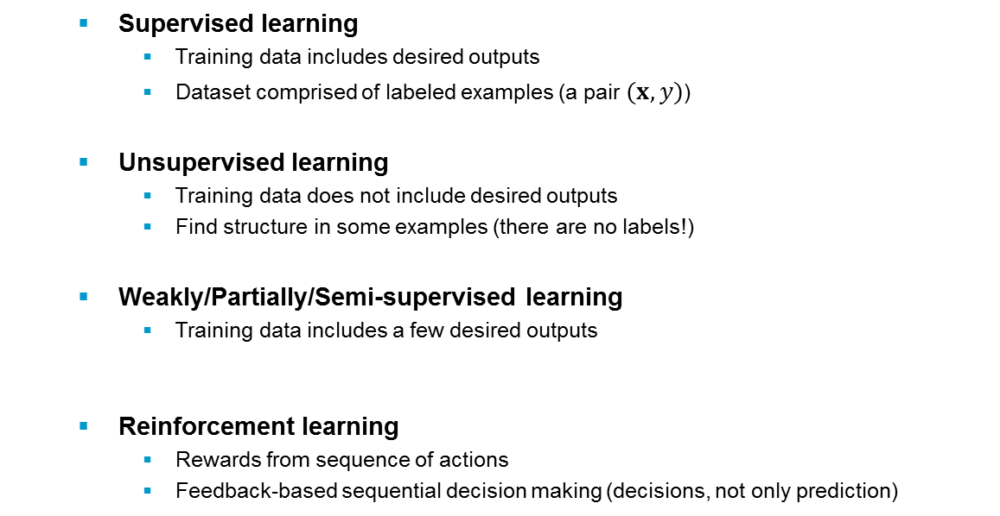 Supervised learning
Training data includes desired outputs
Dataset comprised of labeled examples (a pair (x, y))
Unsupervised learning
Training data does not include desired outputs
Find structure in some examples (there are no labels!)
Weakly/Partially/Semi-supervised learning
Training data includes a few desired outputs
Reinforcement learning
Rewards from sequence of actions
Feedback-based sequential decision making (decisions, not only prediction)